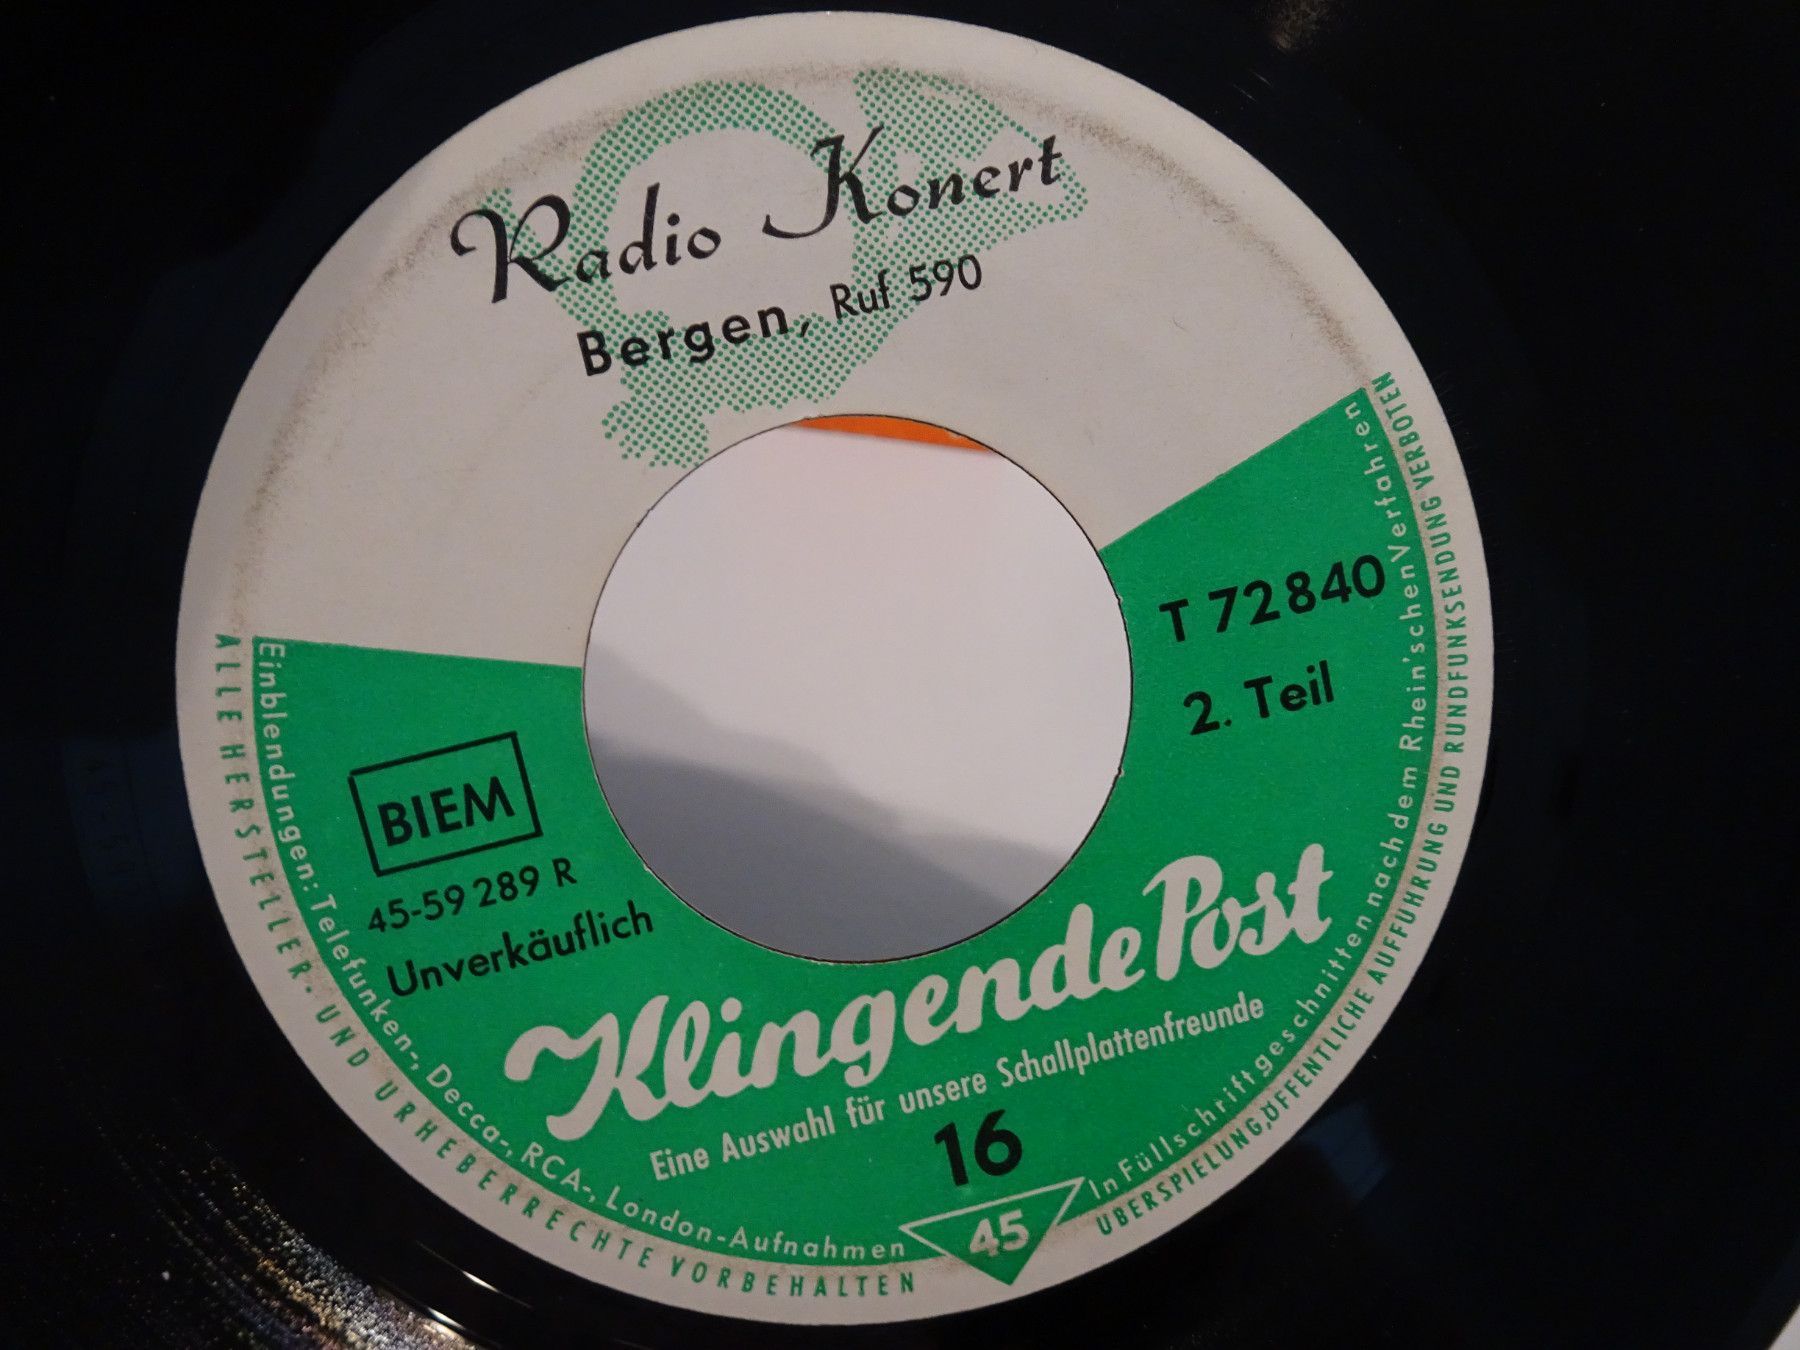 Radio Konert
Bergen, Ruf 590
T 72840
2. Teil
BIEM
45-59 289 R
Unverkäuflich
Klingende Post
Eine Auswahl für unsere Schallplattenfreunde
16
45
Einblendungen: Telefunken-, Decca-, RCA-, London-Aufnahmen
In Füllschrift geschnitten nach dem Rhein'schen Verfahren
ALLE HERSTELLER- UND URHEBERRECHTE VORBEHALTEN
ÜBERSPIELUNG, ÖFFENTLICHE AUFFÜHRUNG UND RUNDFUNKSENDUNG VERBOTEN